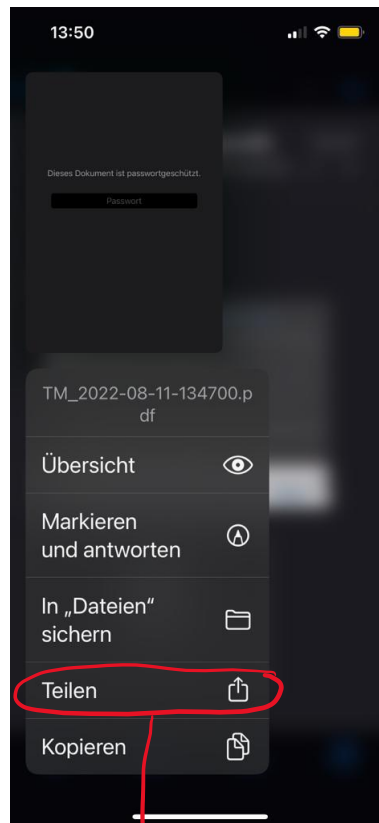 13:50
Dieses Dokument ist passwortgeschützt.
Passwort
TM_2022-08-11-134700.p
df
Übersicht
Markieren
und antworten
In „Dateien“
sichern
Teilen
Kopieren